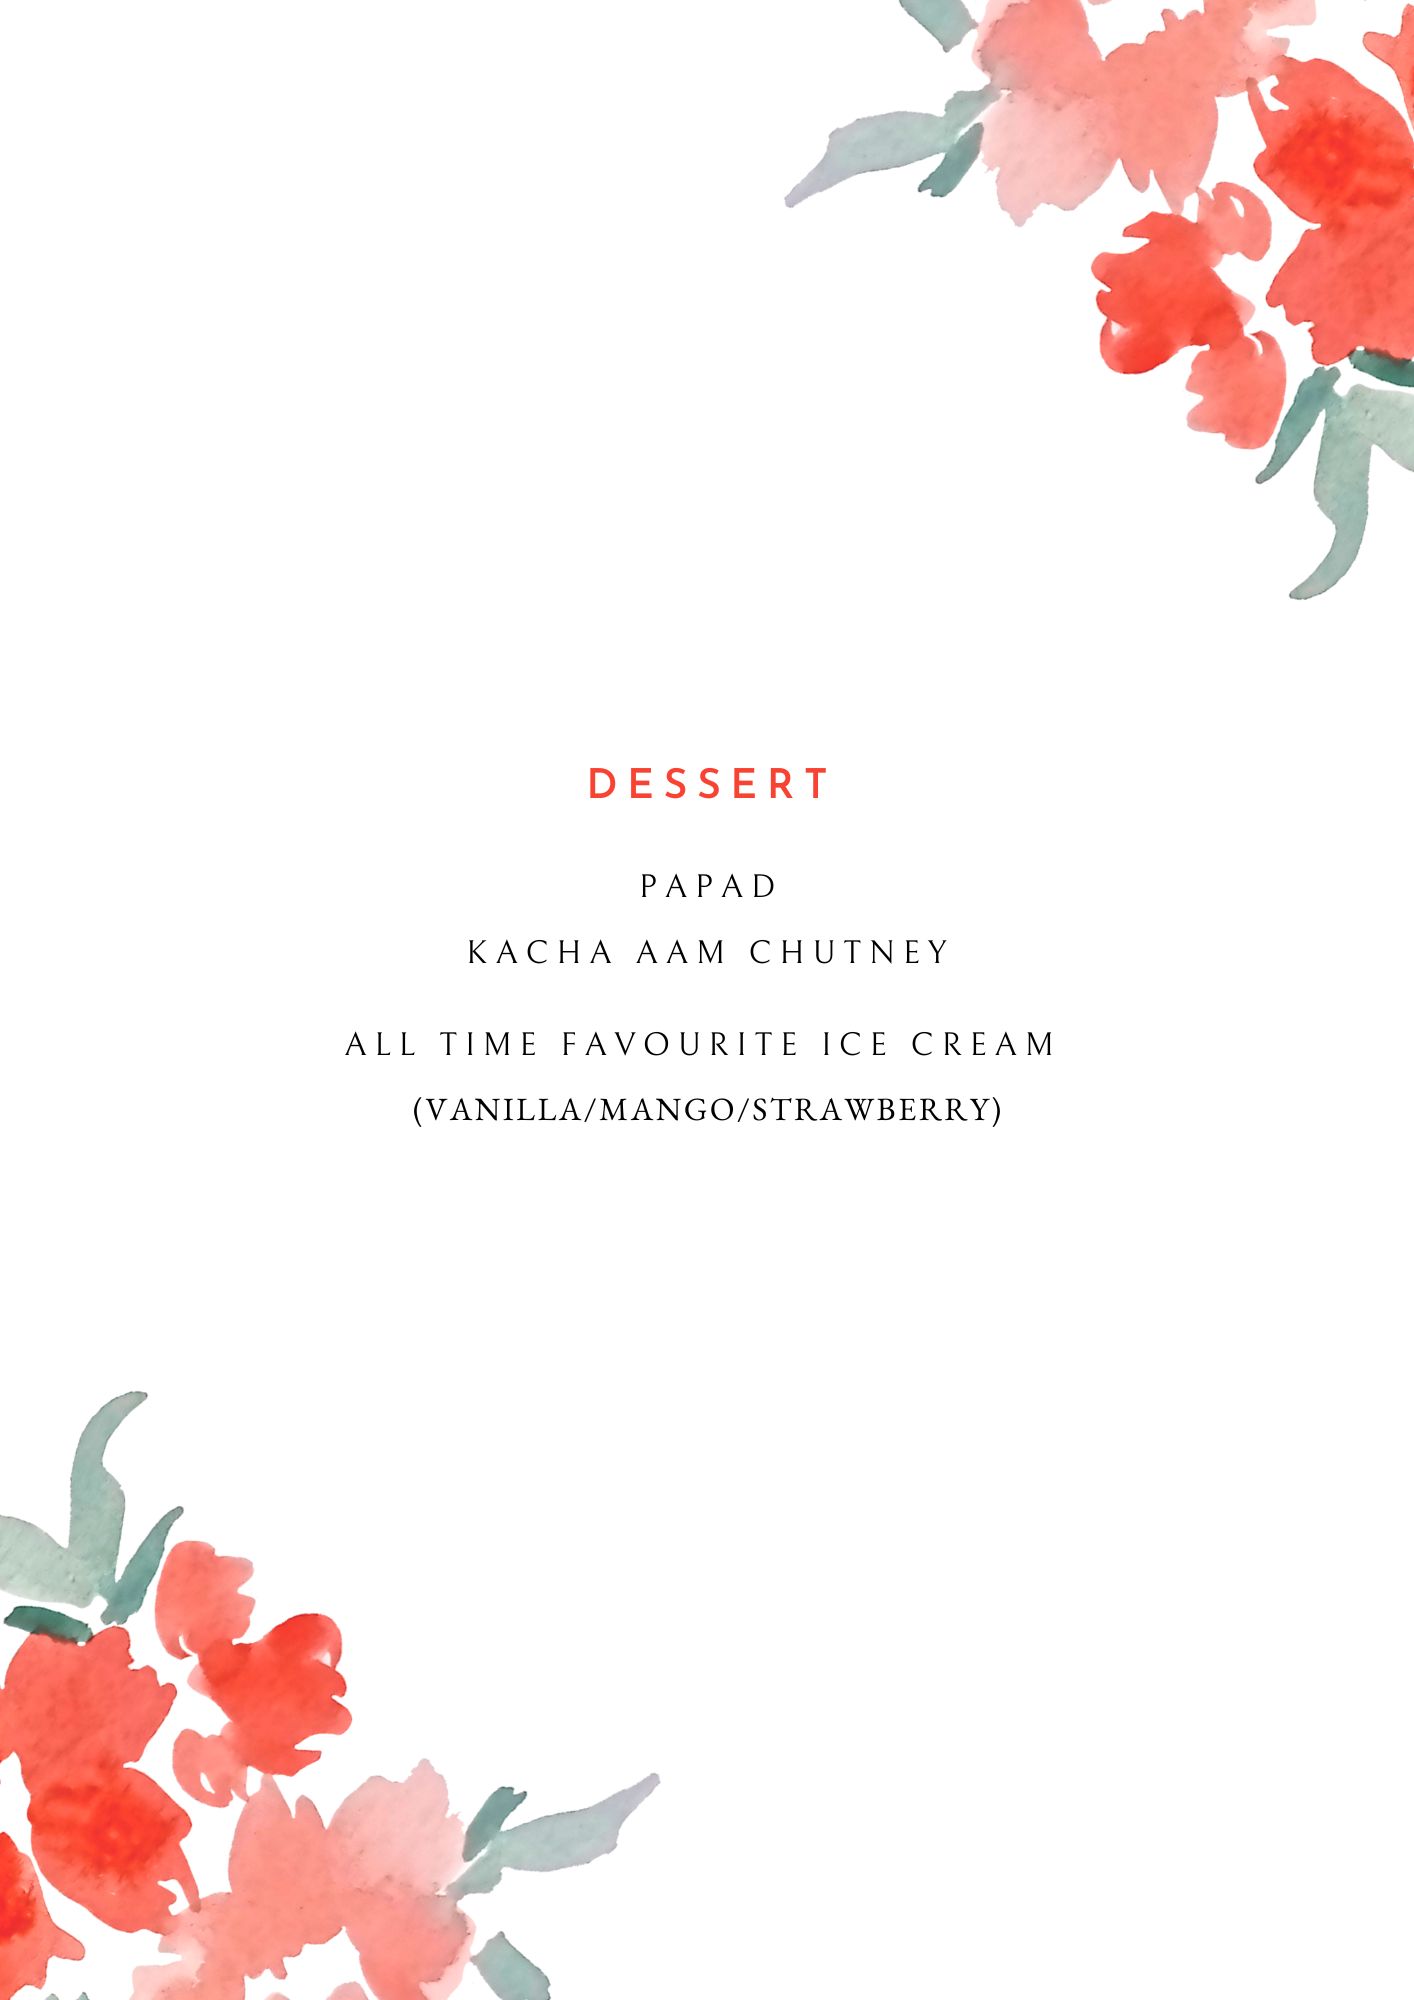 DESSERT
PAPAD
KACHA AAM CHUTNEY
ALL TIME FAVOURITE ICE CREAM
(VANILLA/MANGO/STRAWBERRY)